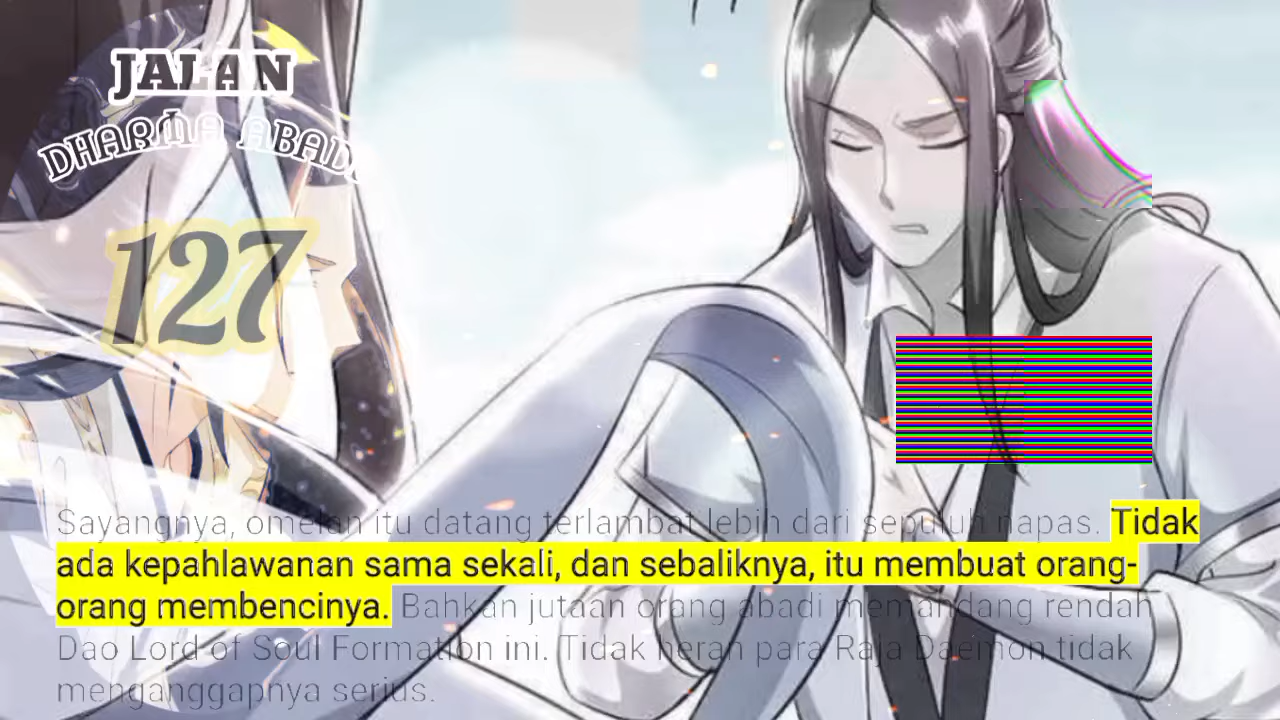 JALAN
DHARMA ABADI
127
Sayangnya, omelan itu datang terlambat lebih dari sepuluh napas. Tidak
ada kepahlawanan sama sekali, dan sebaliknya, itu membuat orang-
orang membencinya. Bahkan jutaan orang abadi memandang rendah
Dao Lord of Soul Formation ini. Tidak heran para Raja Daemon tidak
menganggapnya serius.